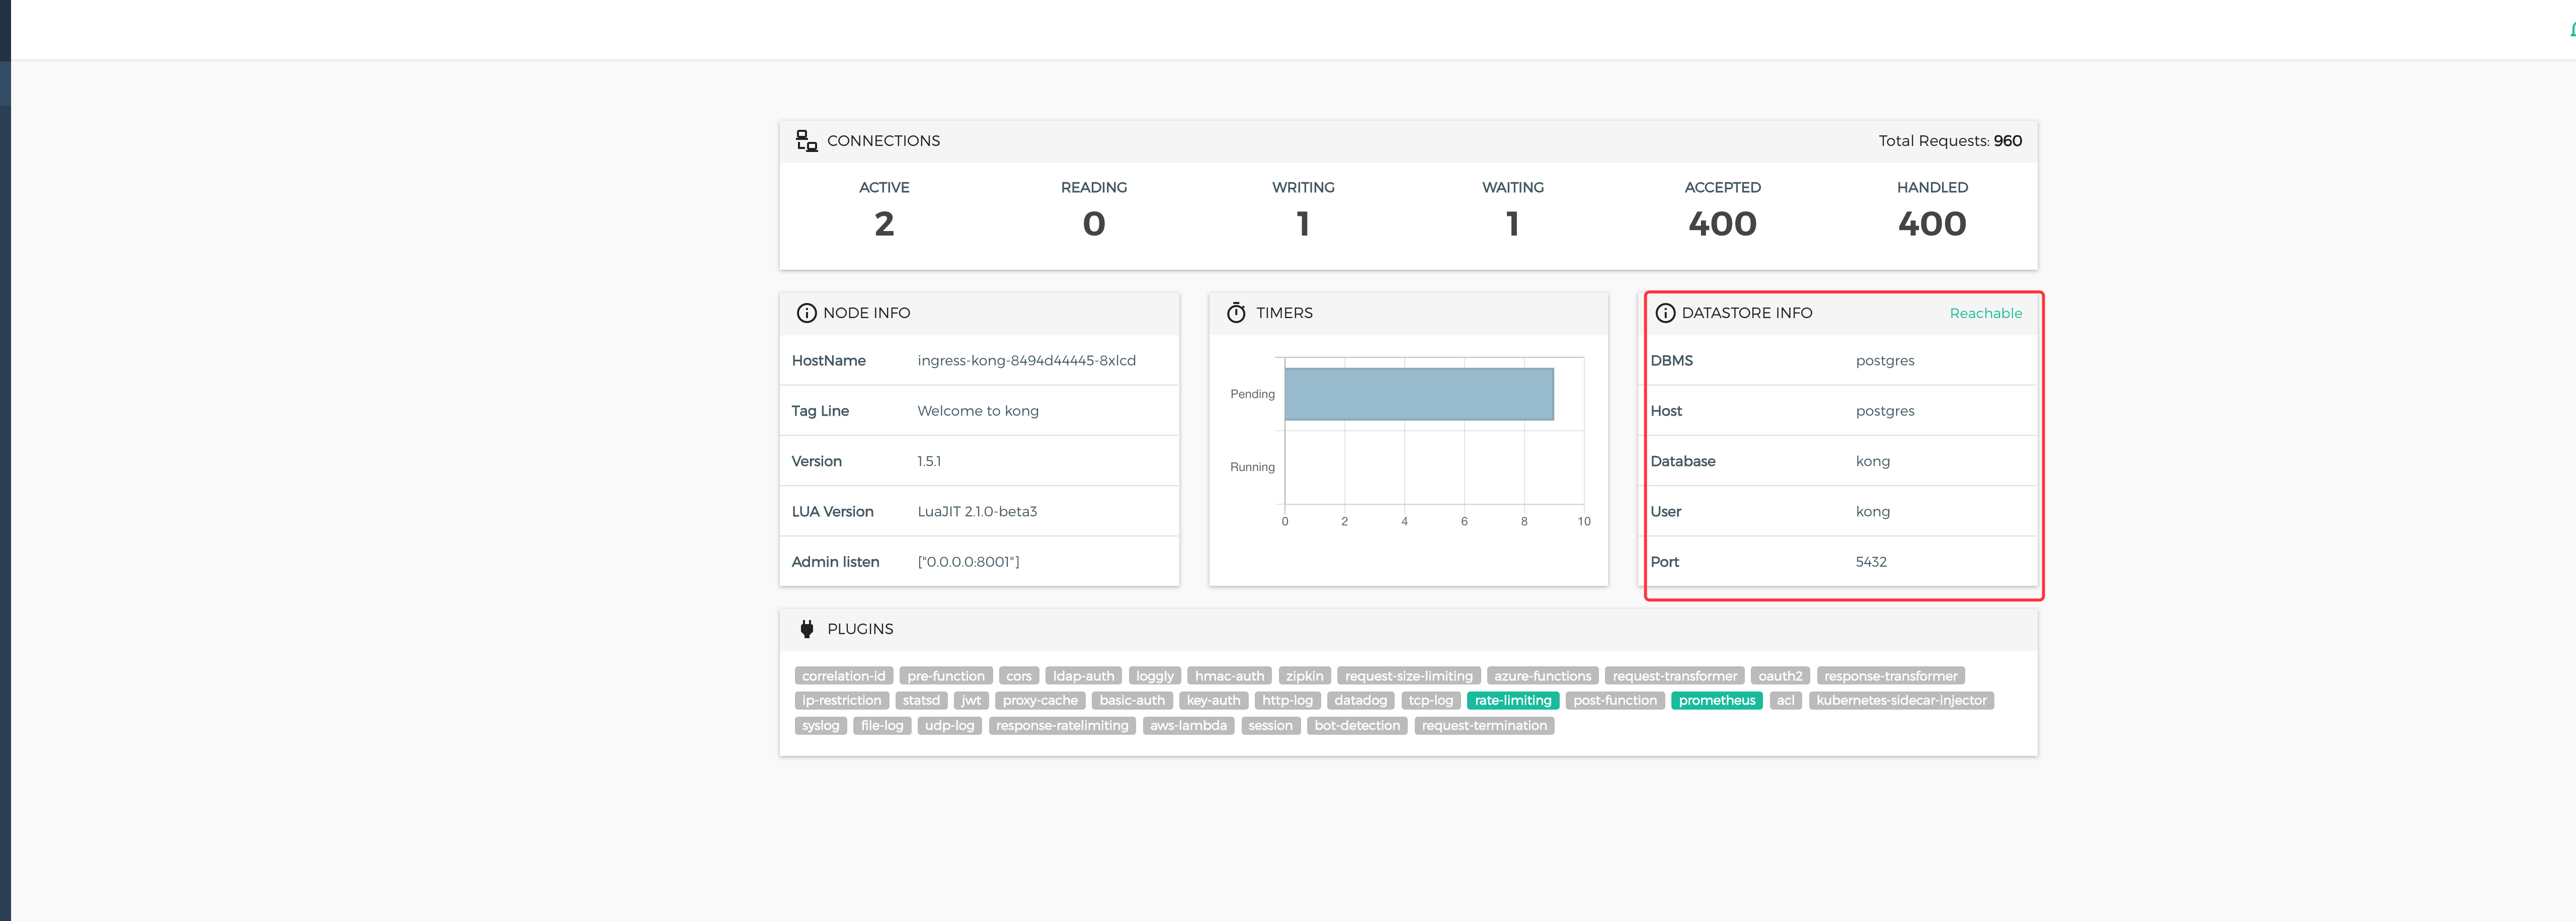 CONNECTIONS Total Requests: 960
ACTIVE READING WRITING WAITING ACCEPTED HANDLED
2 0 1 1 400 400
NODE INFO
HostName ingress-kong-8494d44445-8xlcd
Tag Line Welcome to kong
Version 1.5.1
LUA Version LuaJIT 2.1.0-beta3
Admin listen ["0.0.0.0:8001"]
TIMERS
Pending
Running
0 2 4 6 8 10
DATASTORE INFO Reachable
DBMS postgres
Host postgres
Database kong
User kong
Port 5432
PLUGINS
correlation-id pre-function cors ldap-auth loggly hmac-auth zipkin request-size-limiting azure-functions request-transformer oauth2 response-transformer
ip-restriction statsd jwt proxy-cache basic-auth key-auth http-log datadog tcp-log rate-limiting post-function prometheus acl kubernetes-sidecar-injector
syslog file-log udp-log response-ratelimiting aws-lambda session bot-detection request-termination